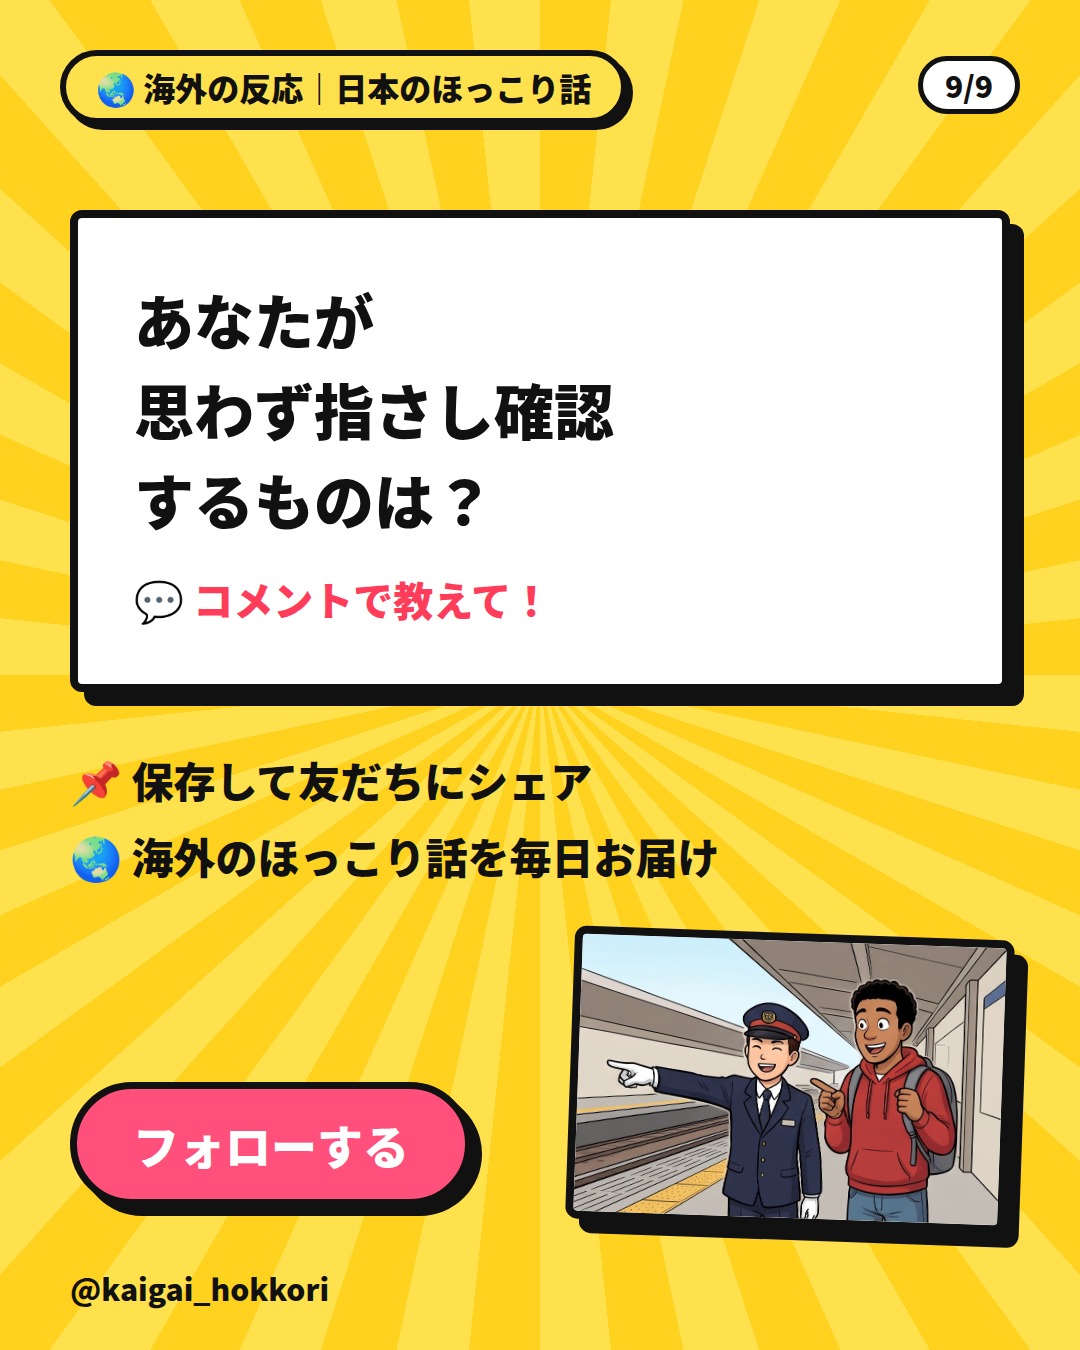 🌏 海外の反応｜日本のほっこり話
9/9
あなたが
思わず指さし確認
するものは？
💬 コメントで教えて！
📌 保存して友だちにシェア
🌏 海外のほっこり話を毎日お届け
フォローする
@kaigai_hokkori